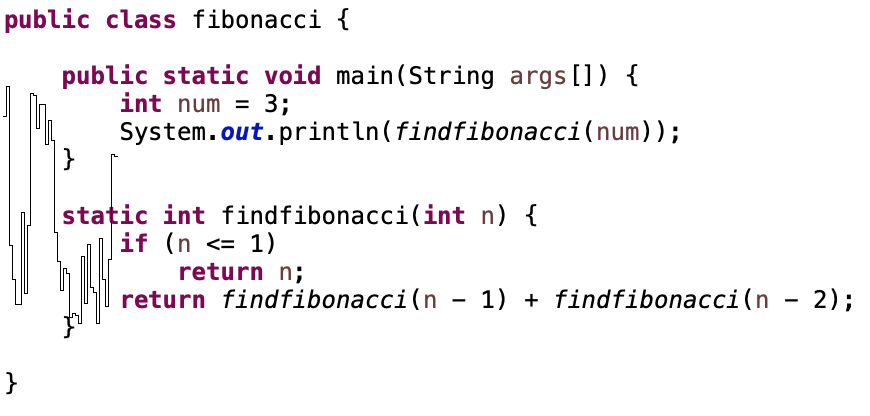 public class fibonacci {
public static void main(String args[]) {
int num = 3;
System.out.println(findfibonacci(num));
}
static int findfibonacci(int n) {
if (n <= 1)
return n;
return findfibonacci(n - 1) + findfibonacci(n - 2);
}
}